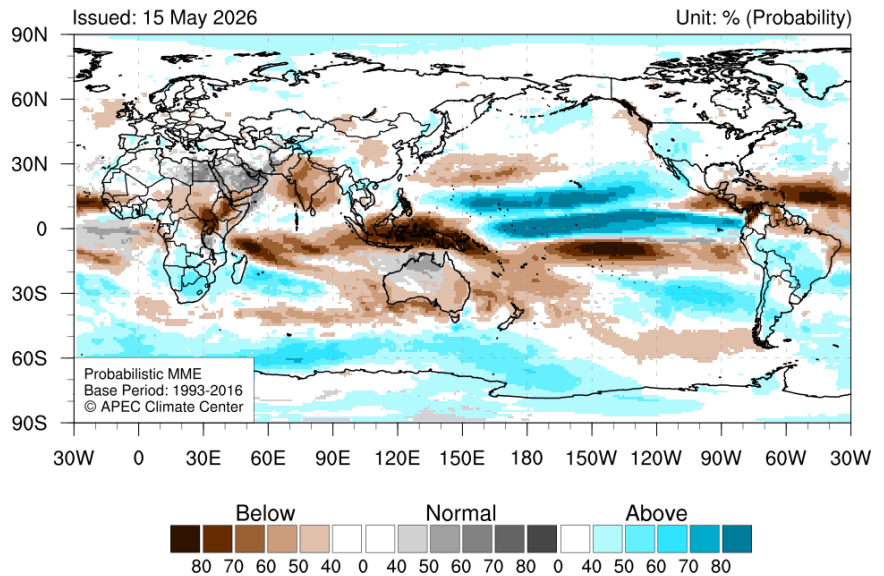 Issued: 15 May 2026 Unit: % (Probability)
90N
60N
30N
0
30S
60S
90S
Probabilistic MME
Base Period: 1993-2016
© APEC Climate Center
30W 0 30E 60E 90E 120E 150E 180 150W 120W 90W 60W 30W
Below Normal Above
80 70 60 50 40 0 40 50 60 70 80 0 40 50 60 70 80